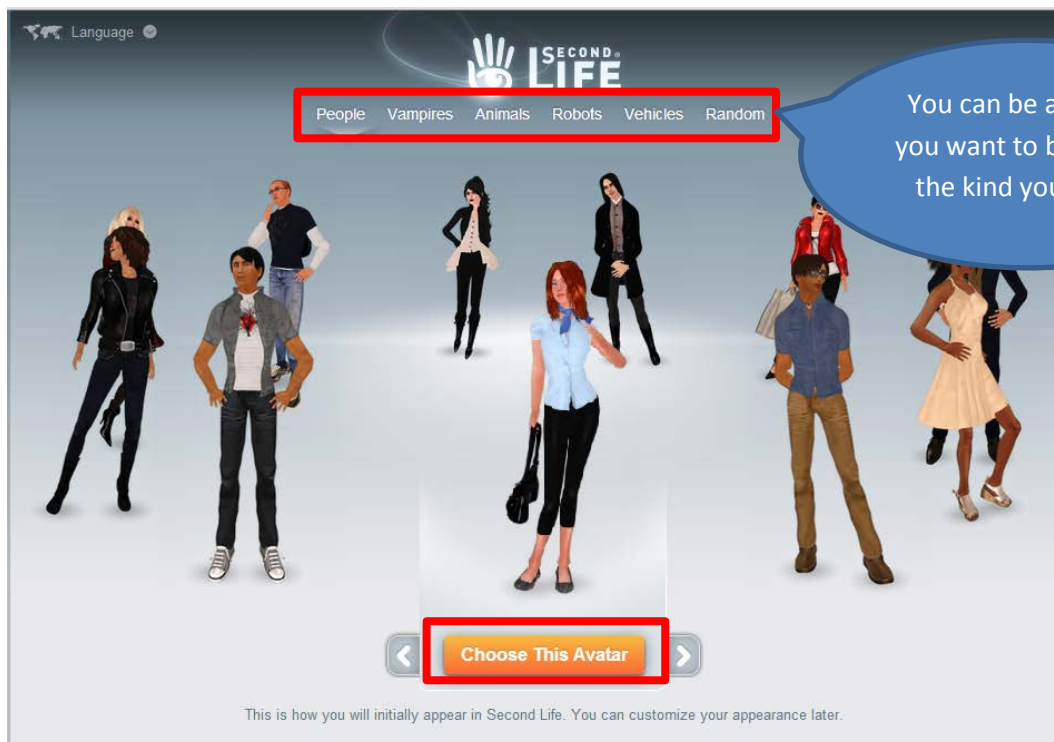 Language
SECOND
LIFE
People Vampires Animals Robots Vehicles Random
You can be
you want to
the kind
Choose This Avatar
This is how you will initially appear in Second Life. You can customize your appearance later.